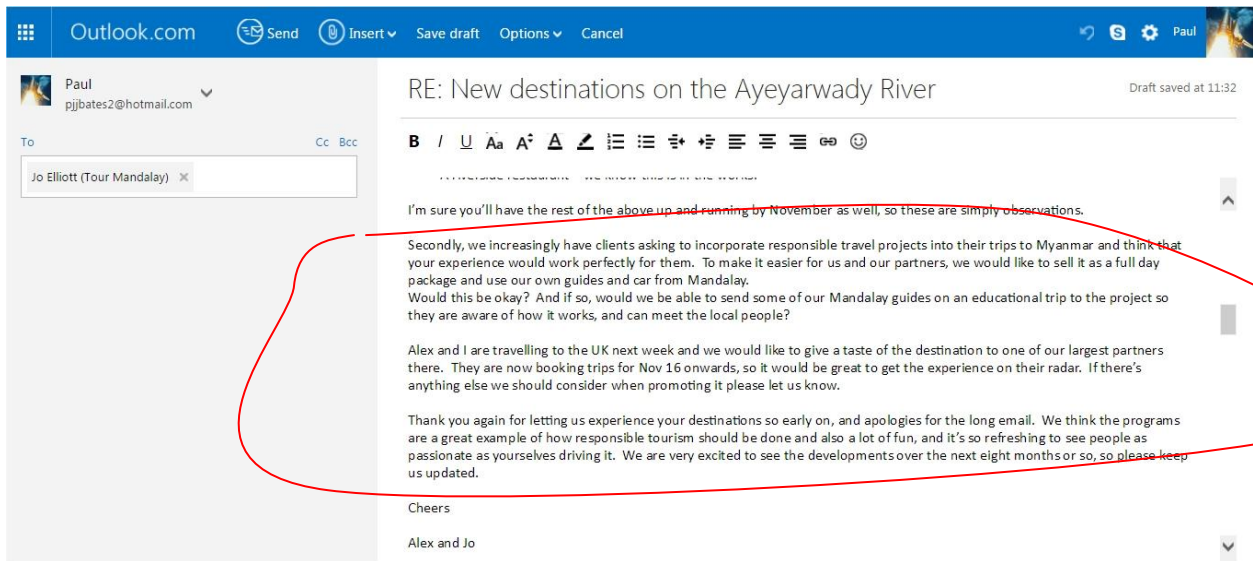 Outlook.com Send Insert Save draft Options Cancel Paul
Paul
pjjbates2@hotmail.com
To Cc Bcc
Jo Elliott (Tour Mandalay) ×
RE: New destinations on the Ayeyarwady River Draft saved at 11:32
B I U Aa A A
A riverside restaurant – we know this is in the works.
I'm sure you'll have the rest of the above up and running by November as well, so these are simply observations.
Secondly, we increasingly have clients asking to incorporate responsible travel projects into their trips to Myanmar and think that
your experience would work perfectly for them. To make it easier for us and our partners, we would like to sell it as a full day
package and use our own guides and car from Mandalay.
Would this be okay? And if so, would we be able to send some of our Mandalay guides on an educational trip to the project so
they are aware of how it works, and can meet the local people?
Alex and I are travelling to the UK next week and we would like to give a taste of the destination to one of our largest partners
there. They are now booking trips for Nov 16 onwards, so it would be great to get the experience on their radar. If there's
anything else we should consider when promoting it please let us know.
Thank you again for letting us experience your destinations so early on, and apologies for the long email. We think the programs
are a great example of how responsible tourism should be done and also a lot of fun, and it's so refreshing to see people as
passionate as yourselves driving it. We are very excited to see the developments over the next eight months or so, so please keep
us updated.
Cheers
Alex and Jo